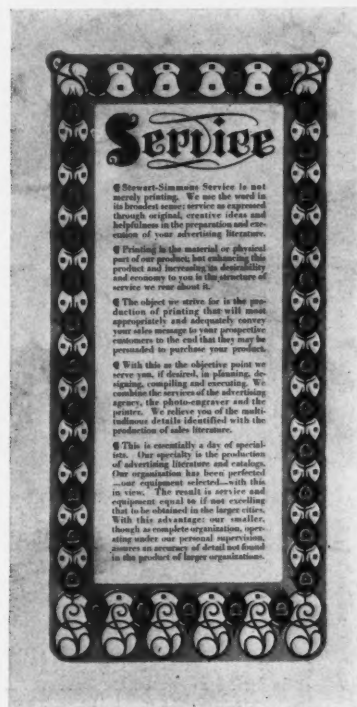 Service
¶ Stewart-Simmons Service is not
merely printing. We use the word in
its broadest sense; service as expressed
through original, creative ideas and
helpfulness in the preparation and exe-
cution of your advertising literature.
¶ Printing is the material or physical
part of our product, but enhancing this
product and increasing its desirability
and economy to you is the structure of
service we rear about it.
¶ The object we strive for is the pro-
duction of printing that will most
appropriately and adequately convey
your sales message to your prospective
customers to the end that they may be
persuaded to purchase your product.
¶ With this as the objective point we
serve you, if desired, in planning, de-
signing, compiling and executing. We
combine the services of the advertising
agency, the photo-engraver and the
printer. We relieve you of the multi-
tudinous details identified with the
production of sales literature.
¶ This is essentially a day of special-
ists. Our specialty is the production
of advertising literature and catalogs.
Our organization has been perfected
—our equipment selected—with this
in view. The result is service and
equipment equal to if not excelling
that to be obtained in the larger cities.
With this advantage: our smaller,
though as complete organization, oper-
ating under our personal supervision,
assures an accuracy of detail not found
in the product of larger organizations.